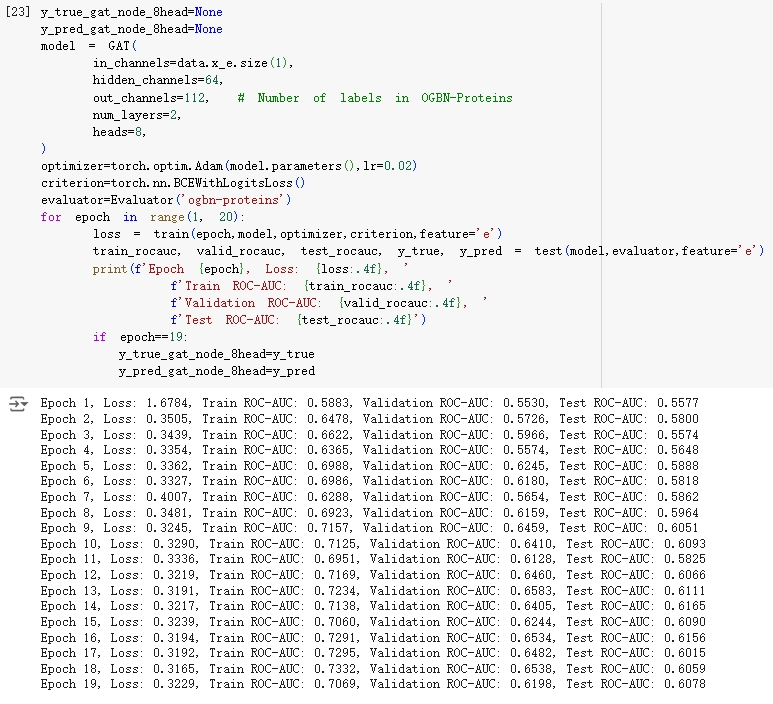 [23] y_true_gat_node_8head=None
y_pred_gat_node_8head=None
model = GAT(
in_channels=data.x_e.size(1),
hidden_channels=64,
out_channels=112, # Number of labels in OGBN-Proteins
num_layers=2,
heads=8,
)
optimizer=torch.optim.Adam(model.parameters(),lr=0.02)
criterion=torch.nn.BCEWithLogitsLoss()
evaluator=Evaluator('ogbn-proteins')
for epoch in range(1, 20):
loss = train(epoch,model,optimizer,criterion,feature='e')
train_rocauc, valid_rocauc, test_rocauc, y_true, y_pred = test(model,evaluator,feature='e')
print(f'Epoch {epoch}, Loss: {loss:.4f}, '
f'Train ROC-AUC: {train_rocauc:.4f}, '
f'Validation ROC-AUC: {valid_rocauc:.4f}, '
f'Test ROC-AUC: {test_rocauc:.4f}')
if epoch==19:
y_true_gat_node_8head=y_true
y_pred_gat_node_8head=y_pred
Epoch 1, Loss: 1.6784, Train ROC-AUC: 0.5883, Validation ROC-AUC: 0.5530, Test ROC-AUC: 0.5577
Epoch 2, Loss: 0.3505, Train ROC-AUC: 0.6478, Validation ROC-AUC: 0.5726, Test ROC-AUC: 0.5800
Epoch 3, Loss: 0.3439, Train ROC-AUC: 0.6622, Validation ROC-AUC: 0.5966, Test ROC-AUC: 0.5574
Epoch 4, Loss: 0.3354, Train ROC-AUC: 0.6365, Validation ROC-AUC: 0.5574, Test ROC-AUC: 0.5648
Epoch 5, Loss: 0.3362, Train ROC-AUC: 0.6988, Validation ROC-AUC: 0.6245, Test ROC-AUC: 0.5888
Epoch 6, Loss: 0.3327, Train ROC-AUC: 0.6986, Validation ROC-AUC: 0.6180, Test ROC-AUC: 0.5818
Epoch 7, Loss: 0.4007, Train ROC-AUC: 0.6288, Validation ROC-AUC: 0.5654, Test ROC-AUC: 0.5862
Epoch 8, Loss: 0.3481, Train ROC-AUC: 0.6923, Validation ROC-AUC: 0.6159, Test ROC-AUC: 0.5964
Epoch 9, Loss: 0.3245, Train ROC-AUC: 0.7157, Validation ROC-AUC: 0.6459, Test ROC-AUC: 0.6051
Epoch 10, Loss: 0.3290, Train ROC-AUC: 0.7125, Validation ROC-AUC: 0.6410, Test ROC-AUC: 0.6093
Epoch 11, Loss: 0.3336, Train ROC-AUC: 0.6951, Validation ROC-AUC: 0.6128, Test ROC-AUC: 0.5825
Epoch 12, Loss: 0.3219, Train ROC-AUC: 0.7169, Validation ROC-AUC: 0.6460, Test ROC-AUC: 0.6066
Epoch 13, Loss: 0.3191, Train ROC-AUC: 0.7234, Validation ROC-AUC: 0.6583, Test ROC-AUC: 0.6111
Epoch 14, Loss: 0.3217, Train ROC-AUC: 0.7138, Validation ROC-AUC: 0.6405, Test ROC-AUC: 0.6165
Epoch 15, Loss: 0.3239, Train ROC-AUC: 0.7060, Validation ROC-AUC: 0.6244, Test ROC-AUC: 0.6090
Epoch 16, Loss: 0.3194, Train ROC-AUC: 0.7291, Validation ROC-AUC: 0.6534, Test ROC-AUC: 0.6156
Epoch 17, Loss: 0.3192, Train ROC-AUC: 0.7295, Validation ROC-AUC: 0.6482, Test ROC-AUC: 0.6015
Epoch 18, Loss: 0.3165, Train ROC-AUC: 0.7332, Validation ROC-AUC: 0.6538, Test ROC-AUC: 0.6059
Epoch 19, Loss: 0.3229, Train ROC-AUC: 0.7069, Validation ROC-AUC: 0.6198, Test ROC-AUC: 0.6078